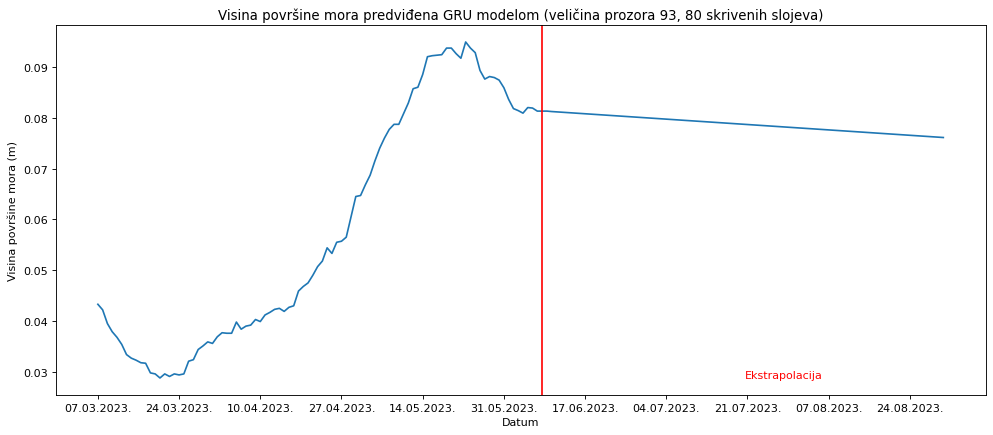 Visina površine mora predviđena GRU modelom (veličina prozora 93, 80 skrivenih slojeva)
Visina površine mora (m)
0.09
0.08
0.07
0.06
0.05
0.04
0.03
Ekstrapolacija
07.03.2023. 24.03.2023. 10.04.2023. 27.04.2023. 14.05.2023. 31.05.2023. 17.06.2023. 04.07.2023. 21.07.2023. 07.08.2023. 24.08.2023.
Datum